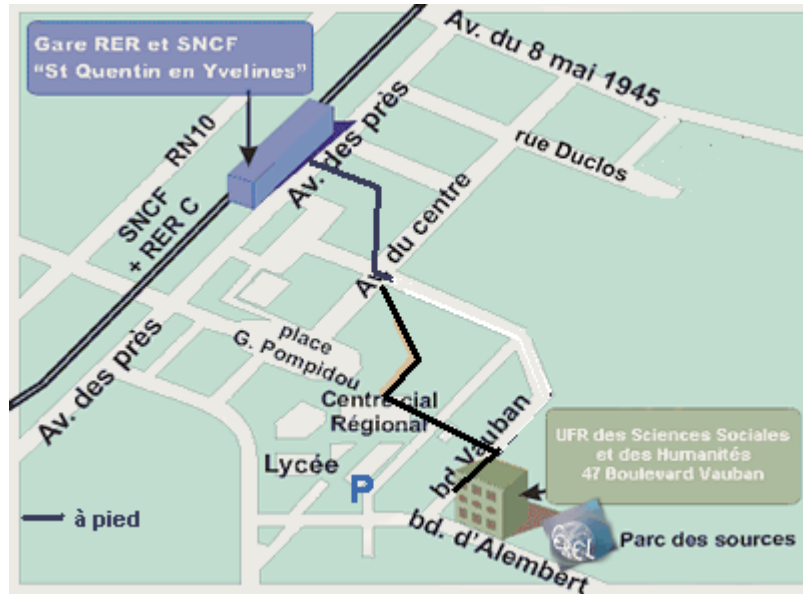 Gare RER et SNCF
“St Quentin en Yvelines”
Av. du 8 mai 1945
RN10
Av. des près
rue Duclos
SNCF
+ RER C
Av. du centre
place
G. Pompidou
Av. des près
Centre cial
Régional
bd Vauban
UFR des Sciences Sociales
et des Humanités
47 Boulevard Vauban
Lycée
P
à pied
bd. d'Alembert
Parc des sources